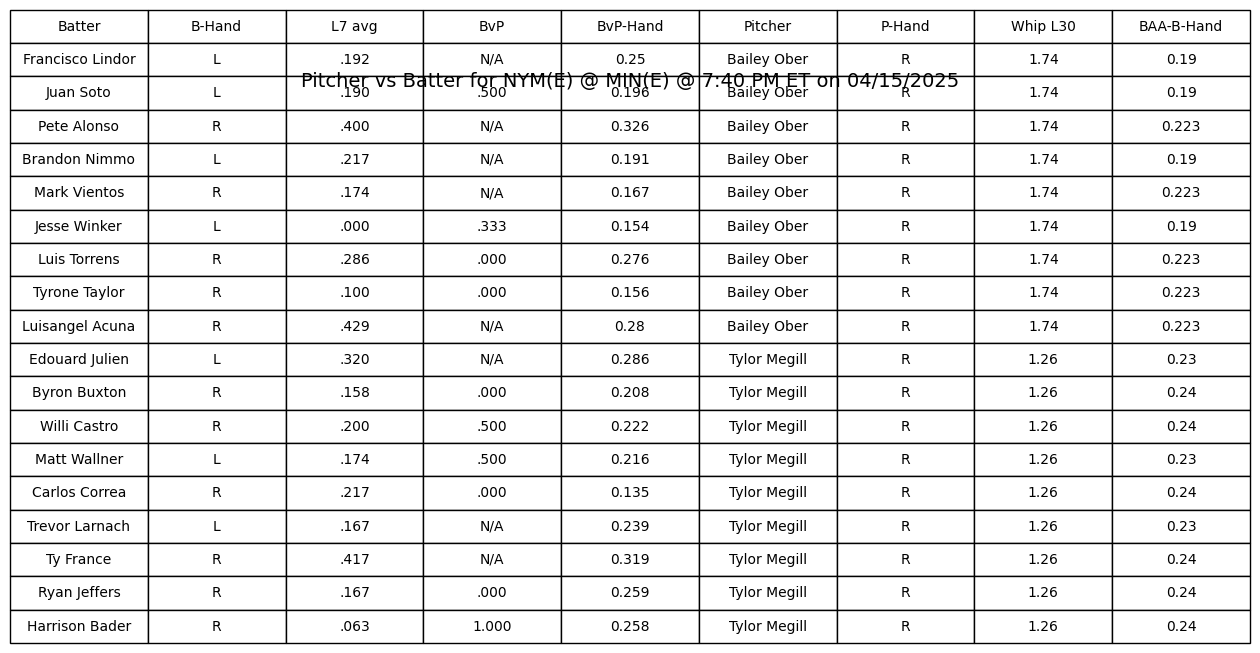 Batter B-Hand L7 avg BvP BvP-Hand Pitcher P-Hand Whip L30 BAA-B-Hand
Francisco Lindor L .192 N/A 0.25 Bailey Ober R 1.74 0.19
Pitcher vs Batter for NYM(E) @ MIN(E) @ 7:40 PM ET on 04/15/2025
Juan Soto L .190 .500 0.196 Bailey Ober R 1.74 0.19
Pete Alonso R .400 N/A 0.326 Bailey Ober R 1.74 0.223
Brandon Nimmo L .217 N/A 0.191 Bailey Ober R 1.74 0.19
Mark Vientos R .174 N/A 0.167 Bailey Ober R 1.74 0.223
Jesse Winker L .000 .333 0.154 Bailey Ober R 1.74 0.19
Luis Torrens R .286 .000 0.276 Bailey Ober R 1.74 0.223
Tyrone Taylor R .100 .000 0.156 Bailey Ober R 1.74 0.223
Luisangel Acuna R .429 N/A 0.28 Bailey Ober R 1.74 0.223
Edouard Julien L .320 N/A 0.286 Tylor Megill R 1.26 0.23
Byron Buxton R .158 .000 0.208 Tylor Megill R 1.26 0.24
Willi Castro R .200 .500 0.222 Tylor Megill R 1.26 0.24
Matt Wallner L .174 .500 0.216 Tylor Megill R 1.26 0.23
Carlos Correa R .217 .000 0.135 Tylor Megill R 1.26 0.24
Trevor Larnach L .167 N/A 0.239 Tylor Megill R 1.26 0.23
Ty France R .417 N/A 0.319 Tylor Megill R 1.26 0.24
Ryan Jeffers R .167 .000 0.259 Tylor Megill R 1.26 0.24
Harrison Bader R .063 1.000 0.258 Tylor Megill R 1.26 0.24